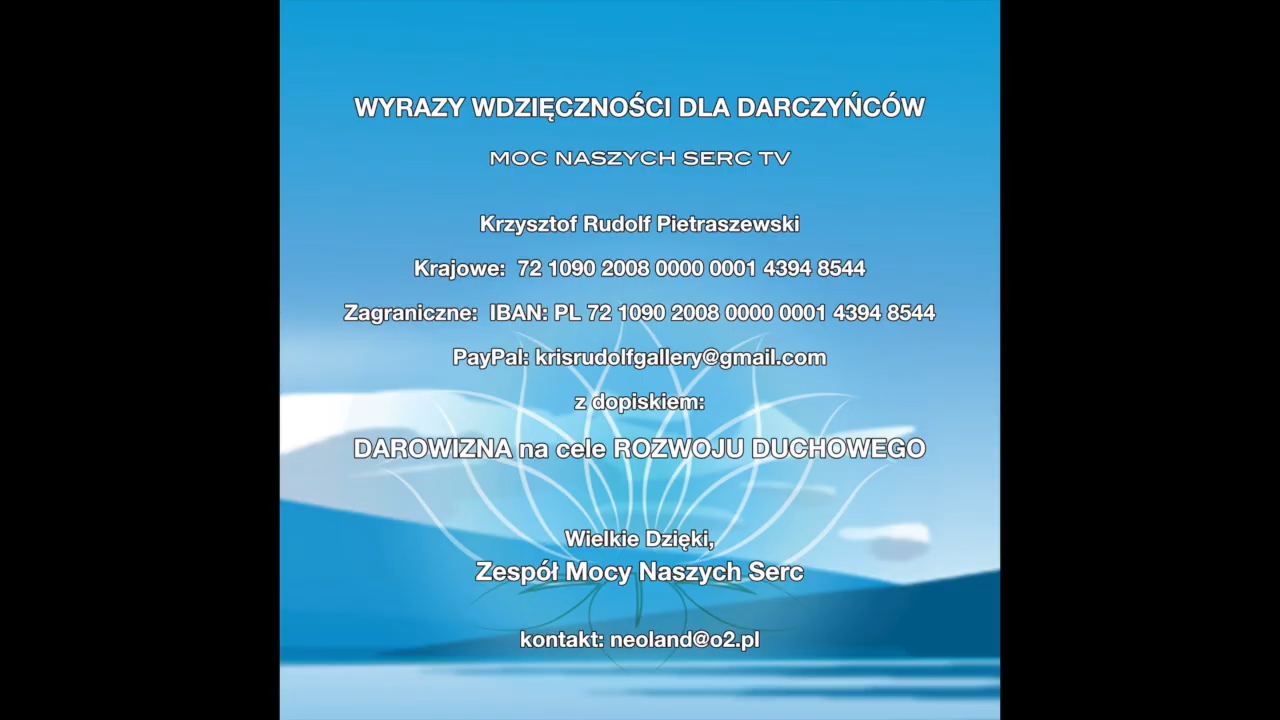 WYRAZY WDZIĘCZNOŚCI DLA DARCZYŃCÓW
MOC NASZYCH SERC TV
Krzysztof Rudolf Pietraszewski
Krajowe: 72 1090 2008 0000 0001 4394 8544
Zagraniczne: IBAN: PL 72 1090 2008 0000 0001 4394 8544
PayPal: krisrudolfgallery@gmail.com
z dopiskiem:
DAROWIZNA na cele ROZWOJU DUCHOWEGO
Wielkie Dzięki,
Zespół Mocy Naszych Serc
kontakt: neoland@o2.pl